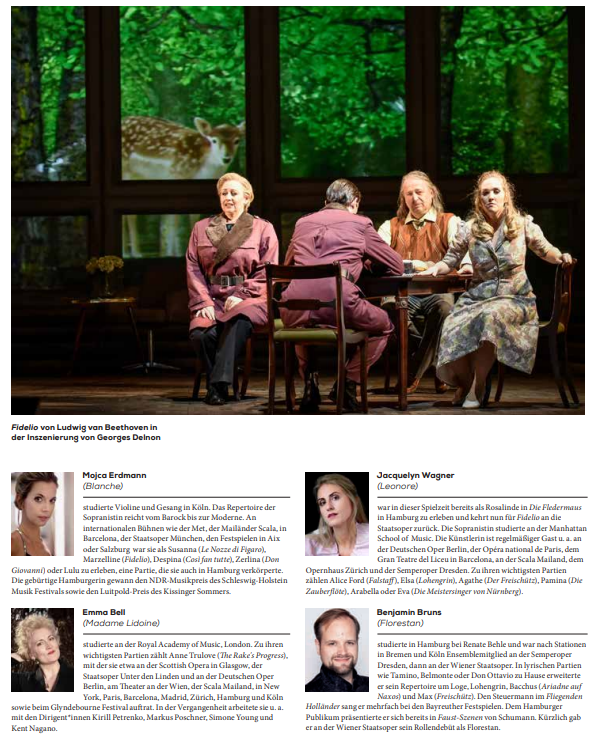 Fidelio von Ludwig van Beethoven in
der Inszenierung von Georges Delnon
Mojca Erdmann
(Blanche)
studierte Violine und Gesang in Köln. Das Repertoire der
Sopranistin reicht vom Barock bis zur Moderne. An
internationalen Bühnen wie der Met, der Mailänder Scala, in
Barcelona, der Staatsoper München, den Festspielen in Aix
oder Salzburg war sie als Susanna (Le Nozze di Figaro),
Marzelline (Fidelio), Despina (Così fan tutte), Zerlina (Don
Giovanni) oder Lulu zu erleben, eine Partie, die sie auch in Hamburg verkörperte.
Die gebürtige Hamburgerin gewann den NDR-Musikpreis des Schleswig-Holstein
Musik Festivals sowie den Luitpold-Preis des Kissinger Sommers.
Emma Bell
(Madame Lidoine)
studierte an der Royal Academy of Music, London. Zu ihren
wichtigsten Partien zählt Anne Trulove (The Rake's Progress),
mit der sie etwa an der Scottish Opera in Glasgow, der
Staatsoper Unter den Linden und an der Deutschen Oper
Berlin, am Theater an der Wien, der Scala Mailand, in New
York, Paris, Barcelona, Madrid, Zürich, Hamburg und Köln
sowie beim Glyndebourne Festival auftrat. In der Vergangenheit arbeitete sie u. a.
mit den Dirigent*innen Kirill Petrenko, Markus Poschner, Simone Young und
Kent Nagano.
Jacquelyn Wagner
(Leonore)
war in dieser Spielzeit bereits als Rosalinde in Die Fledermaus
in Hamburg zu erleben und kehrt nun für Fidelio an die
Staatsoper zurück. Die Sopranistin studierte an der Manhattan
School of Music. Die Künstlerin ist regelmäßiger Gast u. a. an
der Deutschen Oper Berlin, der Opéra national de Paris, dem
Gran Teatre del Liceu in Barcelona, an der Scala Mailand, dem
Opernhaus Zürich und der Semperoper Dresden. Zu ihren wichtigsten Partien
zählen Alice Ford (Falstaff), Elsa (Lohengrin), Agathe (Der Freischütz), Pamina (Die
Zauberflöte), Arabella oder Eva (Die Meistersinger von Nürnberg).
Benjamin Bruns
(Florestan)
studierte in Hamburg bei Renate Behle und war nach Stationen
in Bremen und Köln Ensemblemitglied an der Semperoper
Dresden, dann an der Wiener Staatsoper. In lyrischen Partien
wie Tamino, Belmonte oder Don Ottavio zu Hause erweiterte
er sein Repertoire um Loge, Lohengrin, Bacchus (Ariadne auf
Naxos) und Max (Freischütz). Den Steuermann im Fliegenden
Holländer sang er mehrfach bei den Bayreuther Festspielen. Dem Hamburger
Publikum präsentierte er sich bereits in Faust-Szenen von Schumann. Kürzlich gab
er an der Wiener Staatsoper sein Rollendebüt als Florestan.